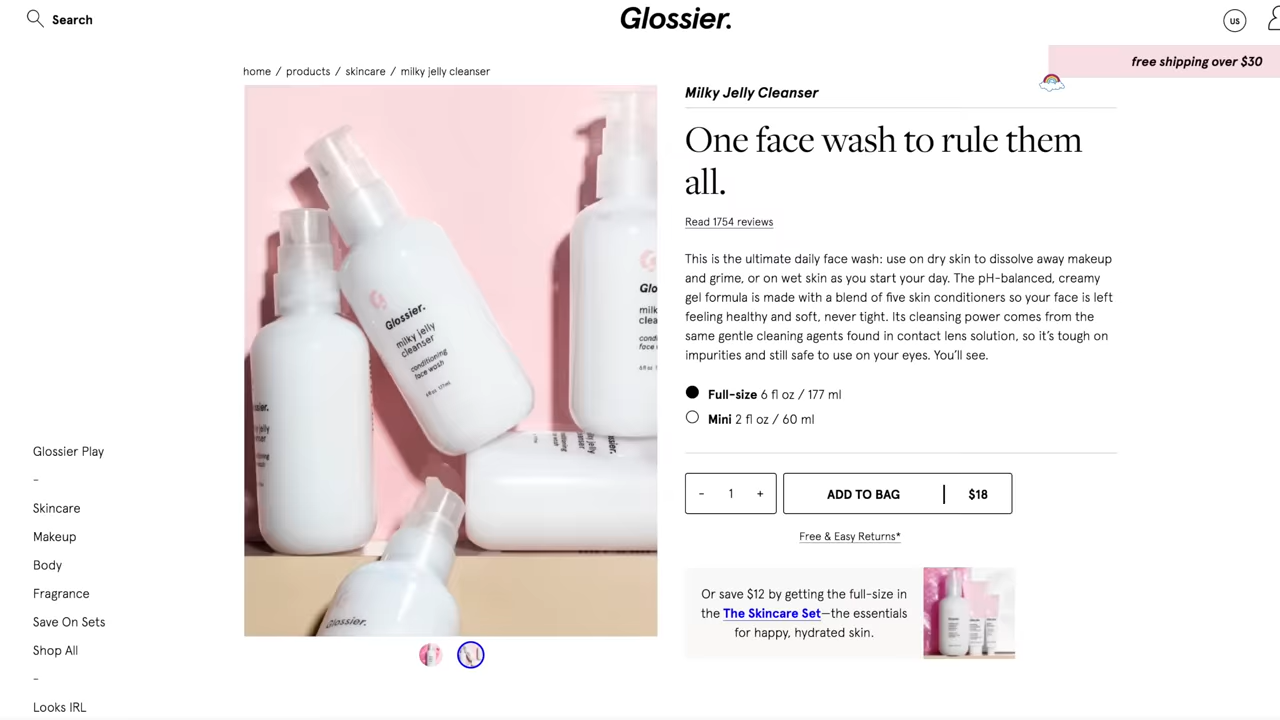 Search
Glossier.
US
free shipping over $30
home / products / skincare / milky jelly cleanser
Milky Jelly Cleanser
One face wash to rule them
all.
Read 1754 reviews
This is the ultimate daily face wash: use on dry skin to dissolve away makeup
and grime, or on wet skin as you start your day. The pH-balanced, creamy
gel formula is made with a blend of five skin conditioners so your face is left
feeling healthy and soft, never tight. Its cleansing power comes from the
same gentle cleaning agents found in contact lens solution, so it's tough on
impurities and still safe to use on your eyes. You'll see.
Full-size 6 fl oz / 177 ml
Mini 2 fl oz / 60 ml
- 1 +
ADD TO BAG | $18
Free & Easy Returns*
Or save $12 by getting the full-size in
the The Skincare Set—the essentials
for happy, hydrated skin.
Glossier.
milky jelly
cleanser
conditioning
face wash
Glossier.
Glossier Play
-
Skincare
Makeup
Body
Fragrance
Save On Sets
Shop All
-
Looks IRL